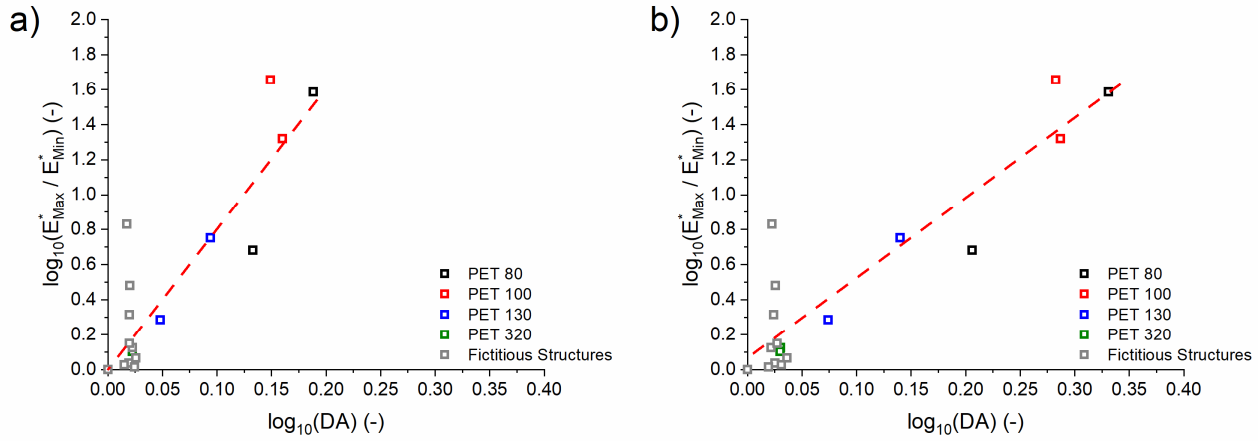 a)
2.0
1.8
1.6
1.4
1.2
1.0
0.8
0.6
0.4
0.2
0.0
log₁₀(E*Max / E*Min) (-)
PET 80
PET 100
PET 130
PET 320
Fictitious Structures
0.00 0.05 0.10 0.15 0.20 0.25 0.30 0.35 0.40
log₁₀(DA) (-)
b)
2.0
1.8
1.6
1.4
1.2
1.0
0.8
0.6
0.4
0.2
0.0
log₁₀(E*Max / E*Min) (-)
PET 80
PET 100
PET 130
PET 320
Fictitious Structures
0.00 0.05 0.10 0.15 0.20 0.25 0.30 0.35 0.40
log₁₀(DA) (-)